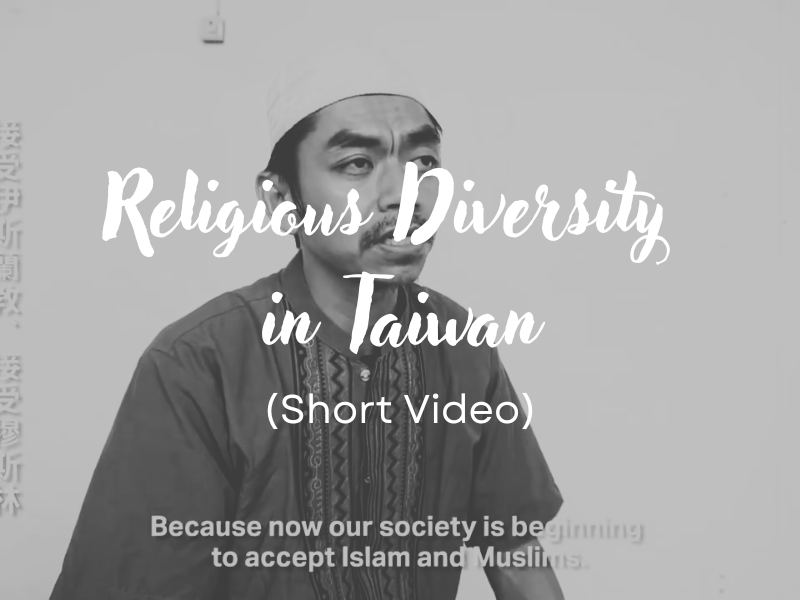 Religious Diversity
in Taiwan
(Short Video)
Because now our society is beginning
to accept Islam and Muslims.
接受伊斯蘭教，接受穆斯林